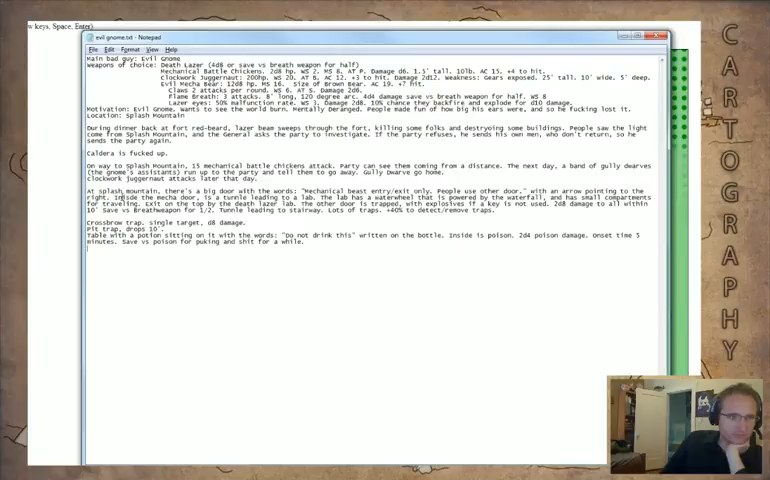 w keys, Space, Enter)
evil gnome.txt - Notepad
File Edit Format View Help
Main bad guy: Evil Gnome
Weapons of choice: Death Lazer (4d8 or save vs breath weapon for half)
Mechanical Battle Chickens. 2d8 hp. WS 2. MS 8. AT P. Damage d6. 1.5' tall. 10lb. AC 15. +4 to hit.
Clockwork Juggernaut: 200hp. WS 20. AT 6. AC 12. +3 to hit. Damage 2d12. Weakness: Gears exposed. 25' tall. 10' wide. 5' deep.
Evil Mecha Bear: 12d8 hp. MS 16. Size of Brown Bear. AC 19. +7 hit.
Claws 2 attacks per round. WS 6. AT S. Damage 2d6.
Flame Breath: 3 attacks. 8' long, 120 degree arc. 4d4 damage save vs breath weapon for half. WS 8
Lazer eyes: 50% malfunction rate. WS 3. Damage 2d8. 10% chance they backfire and explode for d10 damage.
Motivation: Evil Gnome. Wants to see the world burn. Mentally Deranged. People made fun of how big his ears were, and so he fucking lost it.
Location: Splash Mountain
During dinner back at fort red-beard, lazer beam sweeps through the fort, killing some folks and destryoing some buildings. People saw the light
come from Splash Mountain, and the General asks the party to investigate. If the party refuses, he sends his own men, who don't return, so he
sends the party again.
Caldera is fucked up.
On way to Splash Mountain, 15 mechanical battle chickens attack. Party can see them coming from a distance. The next day, a band of gully dwarves
(the gnome's assistants) run up to the party and tell them to go away. Gully Dwarve go home.
Clockwork juggernaut attacks later that day.
At splash mountain, there's a big door with the words: "Mechanical beast entry/exit only. People use other door." with an arrow pointing to the
right. Inside the mecha door, is a tunnle leading to a lab. The lab has a waterwheel that is powered by the waterfall, and has small compartments
for traveling. Exit on the top by the death lazer lab. The other door is trapped, with explosives if a key is not used. 2d8 damage to all within
10' Save vs Breathweapon for 1/2. Tunnle leading to stairway. Lots of traps. +40% to detect/remove traps.
Crossbrow trap, single target, d8 damage.
Pit trap, drops 10'.
Table with a potion sitting on it with the words: "Do not drink this" written on the bottle. Inside is poison. 2d4 poison damage. Onset time 5
minutes. Save vs poison for puking and shit for a while.
CARTOGRAPHY